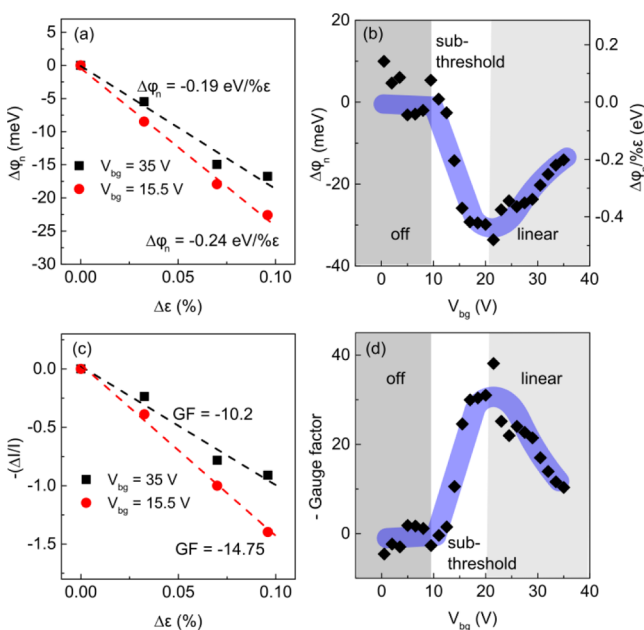 (a)
Δφn = -0.19 eV/%ε
Vbg = 35 V
Vbg = 15.5 V
Δφn = -0.24 eV/%ε
0
-5
-10
-15
-20
-25
-30
Δφn (meV)
0.00
0.05
0.10
Δε (%)
(b)
sub-
threshold
off
linear
20
0
-20
-40
Δφn (meV)
0.2
0.0
-0.2
-0.4
Δφn/%ε (eV)
0
10
20
30
40
Vbg (V)
(c)
GF = -10.2
Vbg = 35 V
Vbg = 15.5 V
GF = -14.75
0.0
-0.5
-1.0
-1.5
-(ΔI/I)
0.00
0.05
0.10
Δε (%)
(d)
off
linear
sub-
threshold
40
20
0
- Gauge factor
0
10
20
30
40
Vbg (V)